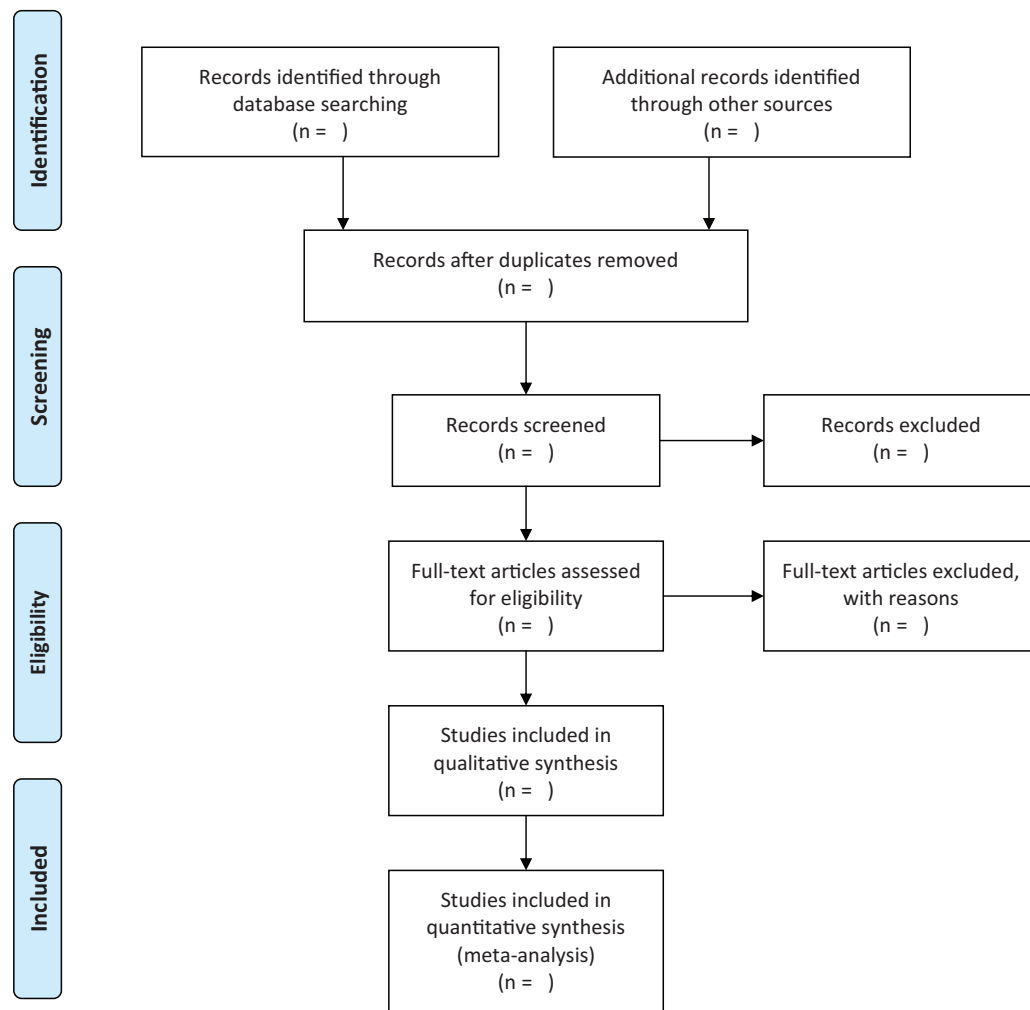 Identification
Records identified through
database searching
(n =   )
Additional records identified
through other sources
(n =   )
Records after duplicates removed
(n =   )
Screening
Records screened
(n =   )
Records excluded
(n =   )
Eligibility
Full-text articles assessed
for eligibility
(n =   )
Full-text articles excluded,
with reasons
(n =   )
Studies included in
qualitative synthesis
(n =   )
Included
Studies included in
quantitative synthesis
(meta-analysis)
(n =   )